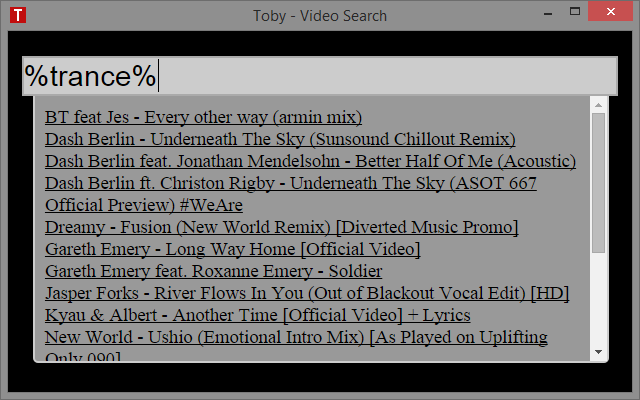 T
Toby - Video Search
%trance%
BT feat Jes - Every other way (armin mix)
Dash Berlin - Underneath The Sky (Sunsound Chillout Remix)
Dash Berlin feat. Jonathan Mendelsohn - Better Half Of Me (Acoustic)
Dash Berlin ft. Christon Rigby - Underneath The Sky (ASOT 667
Official Preview) #WeAre
Dreamy - Fusion (New World Remix) [Diverted Music Promo]
Gareth Emery - Long Way Home [Official Video]
Gareth Emery feat. Roxanne Emery - Soldier
Jasper Forks - River Flows In You (Out of Blackout Vocal Edit) [HD]
Kyau & Albert - Another Time [Official Video] + Lyrics
New World - Ushio (Emotional Intro Mix) [As Played on Uplifting
Only 090]